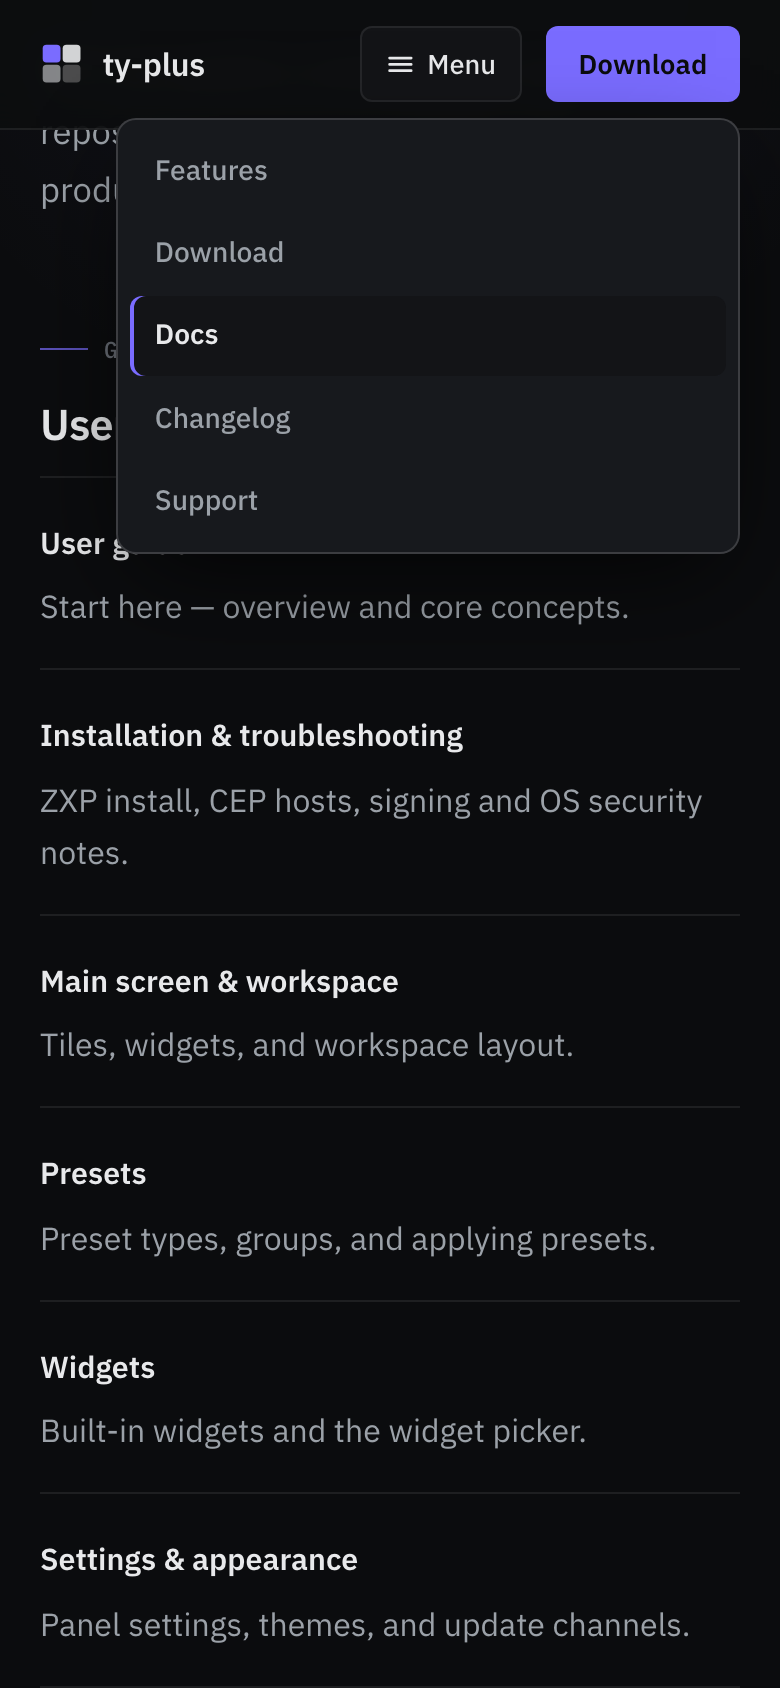 ty-plus
Menu
Download
Features
Download
Docs
Changelog
Support
User
Start here — overview and core concepts.
Installation & troubleshooting
ZXP install, CEP hosts, signing and OS security
notes.
Main screen & workspace
Tiles, widgets, and workspace layout.
Presets
Preset types, groups, and applying presets.
Widgets
Built-in widgets and the widget picker.
Settings & appearance
Panel settings, themes, and update channels.